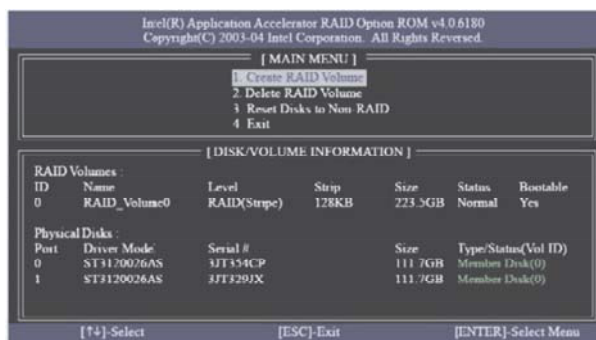 Intel(R) Application Accelerator RAID Option ROM v4.0.6180
Copyright(C) 2003-04 Intel Corporation. All Rights Reversed.
[ MAIN MENU ]
1. Create RAID Volume
2. Delete RAID Volume
3 Reset Disks to Non-RAID
4 Exit
[ DISK/VOLUME INFORMATION ]
RAID Volumes :
ID Name Level Strip Size Status Bootable
0 RAID_Volume0 RAID(Stripe) 128KB 223.5GB Normal Yes
Physical Disks :
Port Driver Mode Serial # Size Type/Status(Vol ID)
0 ST3120026AS 3JT354CP 111.7GB Member Disk(0)
1 ST3120026AS 3JT329JX 111.7GB Member Disk(0)
[↑↓]-Select [ESC]-Exit [ENTER]-Select Menu